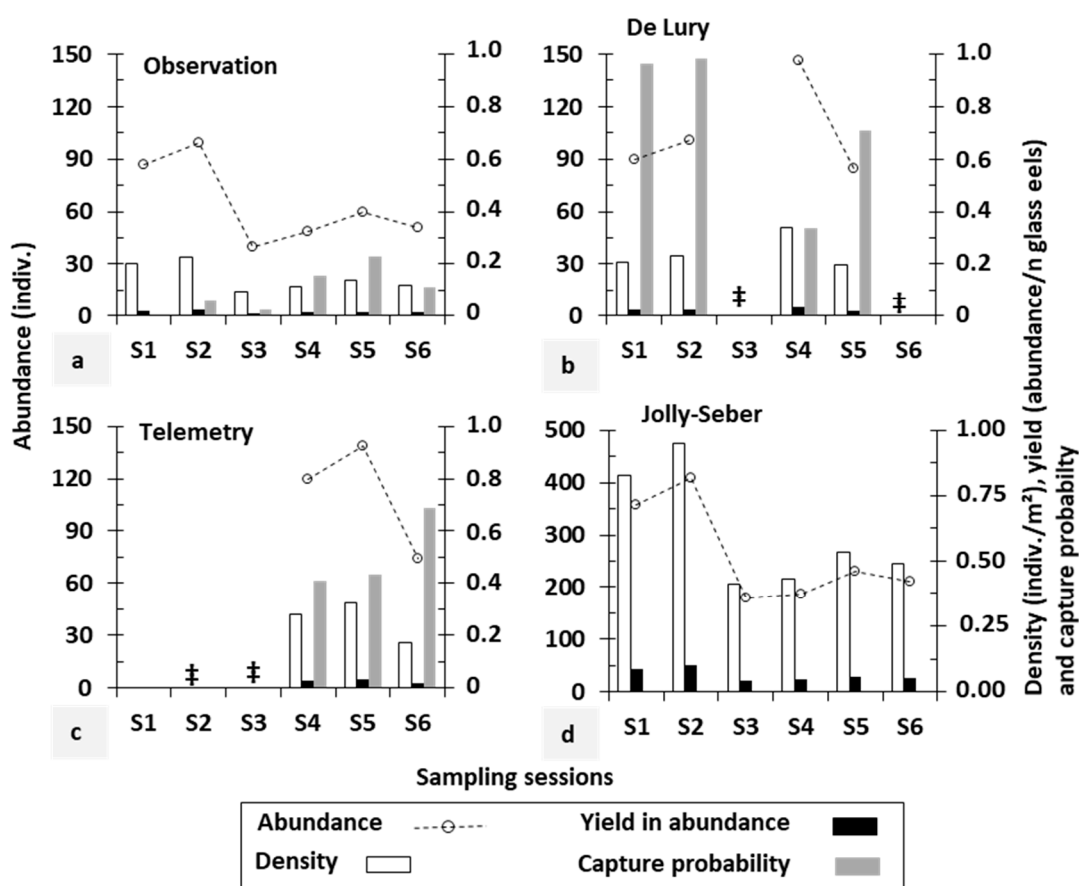 Observation
150
120
90
60
30
0
1.0
0.8
0.6
0.4
0.2
0
S1 S2 S3 S4 S5 S6
a
De Lury
150
120
90
60
30
0
1.0
0.8
0.6
0.4
0.2
0
‡ ‡
S1 S2 S3 S4 S5 S6
b
Telemetry
150
120
90
60
30
0
1.0
0.8
0.6
0.4
0.2
0
‡ ‡
S1 S2 S3 S4 S5 S6
c
Jolly-Seber
500
400
300
200
100
0
1.00
0.75
0.50
0.25
0.00
S1 S2 S3 S4 S5 S6
d
Abundance (indiv.)
Density (indiv./m²), yield (abundance/n glass eels)
and capture probabilty
Sampling sessions
Abundance Yield in abundance
Density Capture probability